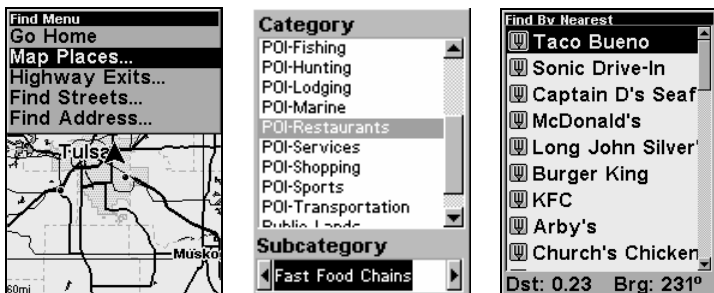 Find Menu
Go Home
Map Places...
Highway Exits...
Find Streets...
Find Address...
Tulsa
Musko
60mi
Category
POI-Fishing
POI-Hunting
POI-Lodging
POI-Marine
POI-Restaurants
POI-Services
POI-Shopping
POI-Sports
POI-Transportation
Public Lands
Subcategory
Fast Food Chains
Find By Nearest
Taco Bueno
Sonic Drive-In
Captain D's Seaf
McDonald's
Long John Silver'
Burger King
KFC
Arby's
Church's Chicken
Dst: 0.23 Brg: 231º